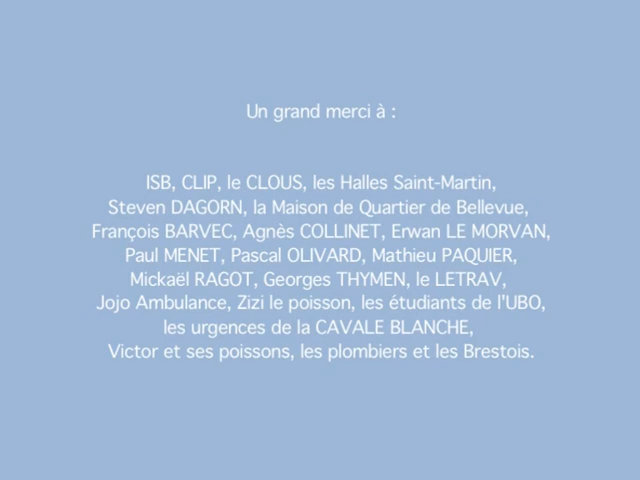 Un grand merci à :
ISB, CLIP, le CLOUS, les Halles Saint-Martin,
Steven DAGORN, la Maison de Quartier de Bellevue,
François BARVEC, Agnès COLLINET, Erwan LE MORVAN,
Paul MENET, Pascal OLIVARD, Mathieu PAQUIER,
Mickaël RAGOT, Georges THYMEN, le LETRAV,
Jojo Ambulance, Zizi le poisson, les étudiants de l'UBO,
les urgences de la CAVALE BLANCHE,
Victor et ses poissons, les plombiers et les Brestois.